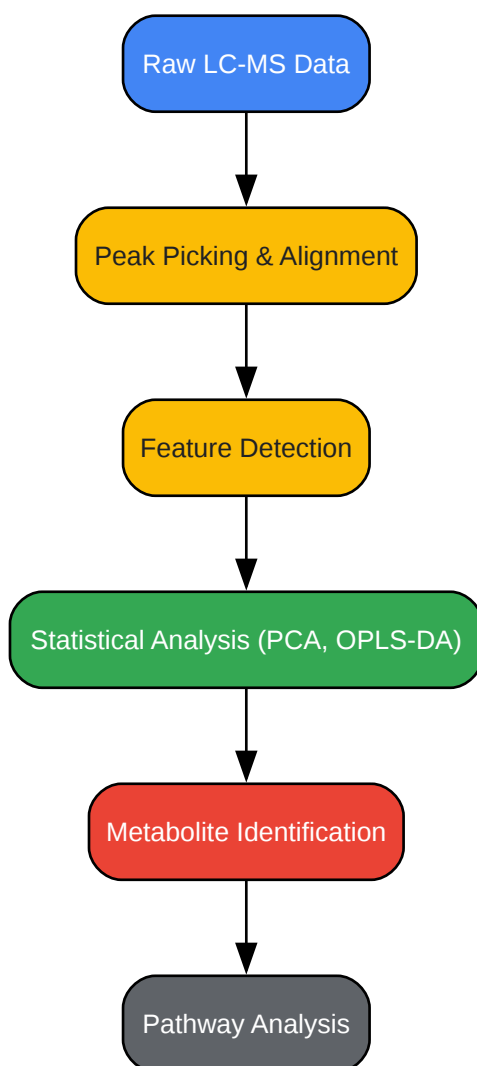 Raw LC-MS Data
Peak Picking & Alignment
Feature Detection
Statistical Analysis (PCA, OPLS-DA)
Metabolite Identification
Pathway Analysis